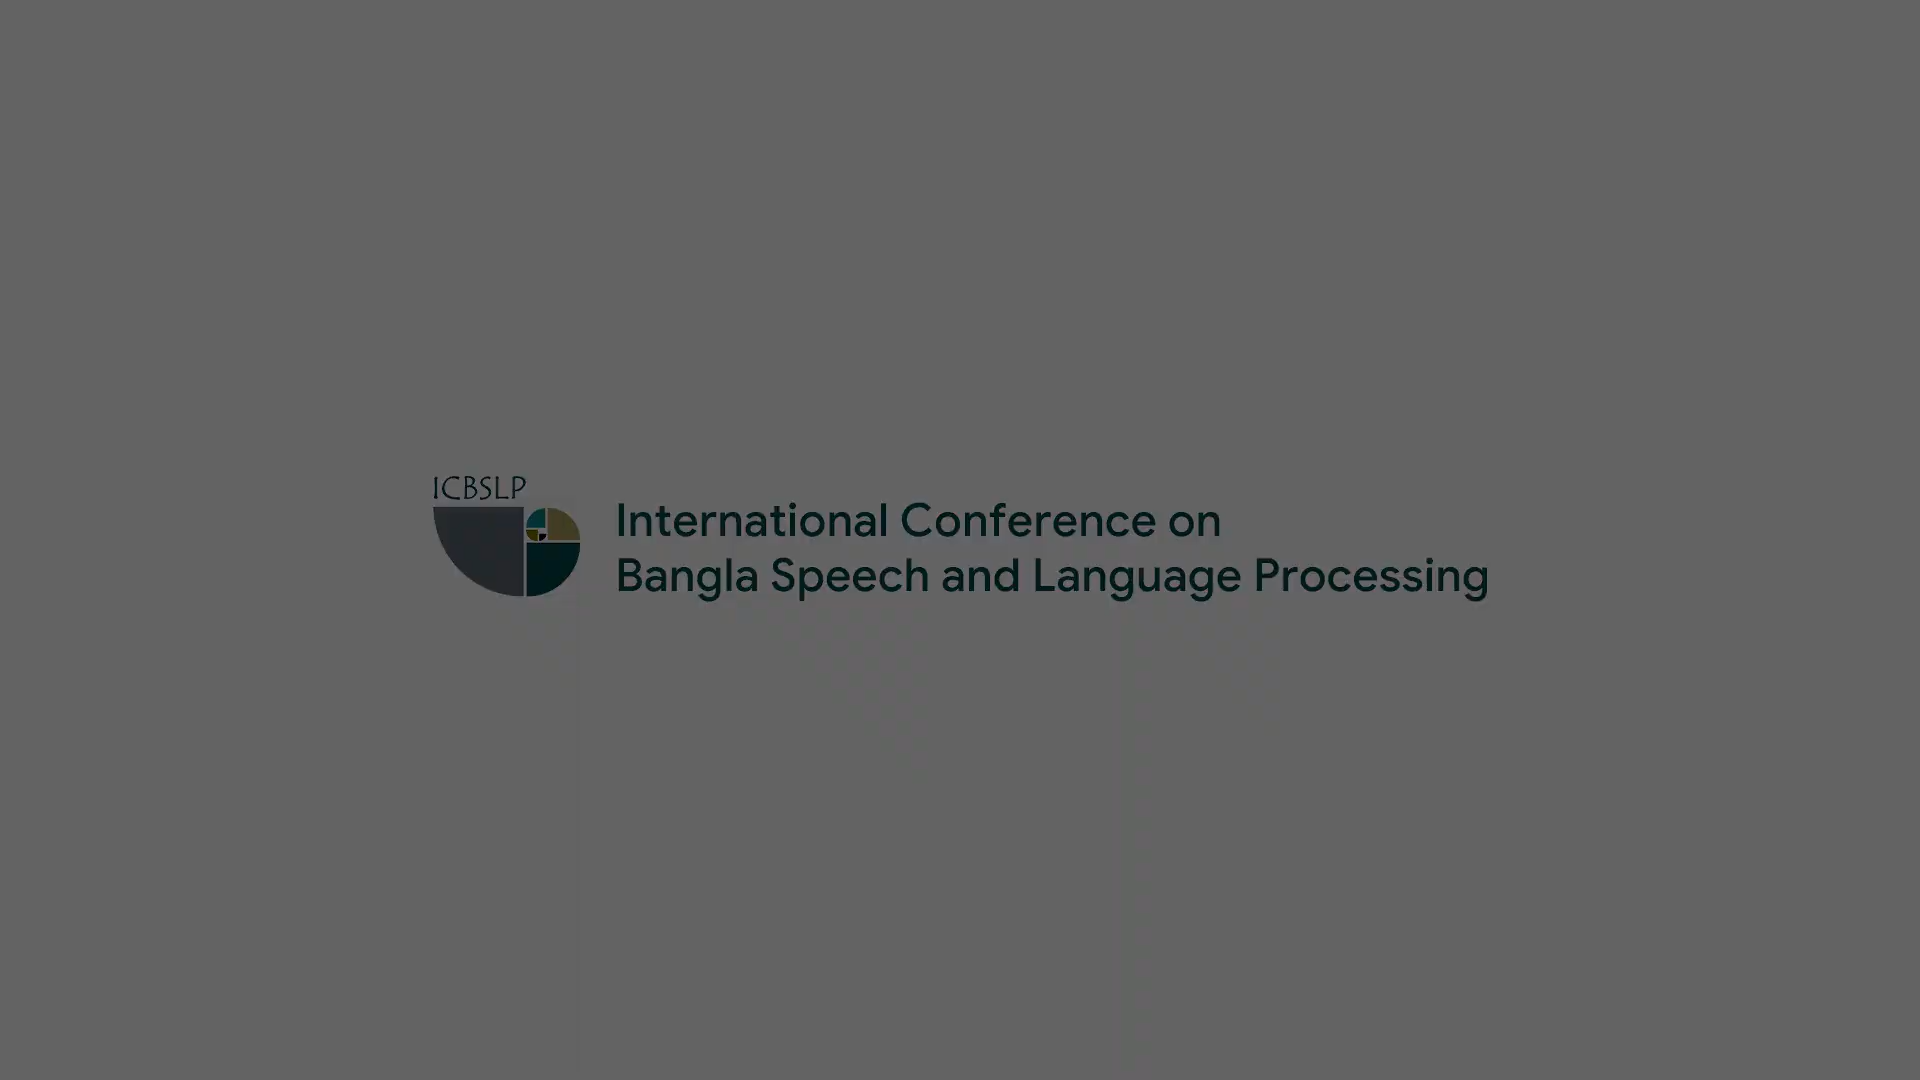 ICBSLP
International Conference on
Bangla Speech and Language Processing